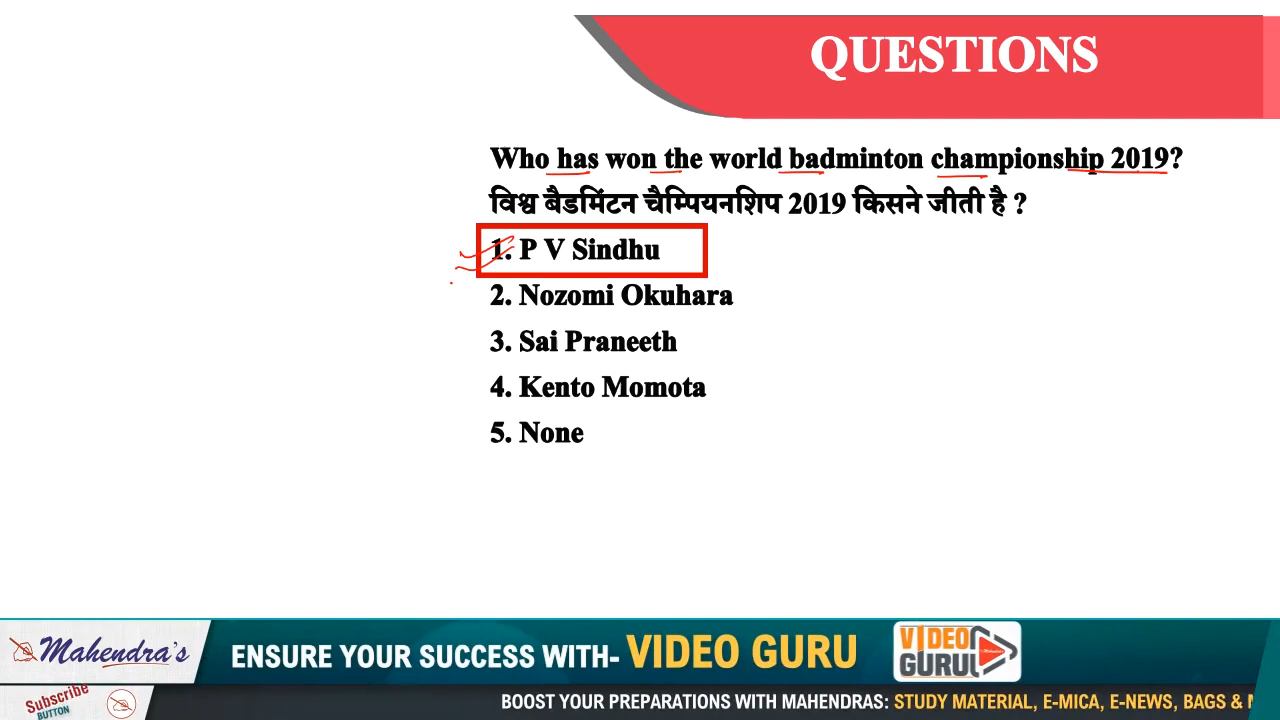 QUESTIONS
Who has won the world badminton championship 2019?
विश्व बैडमिंटन चैम्पियनशिप 2019 किसने जीती है ?
1. P V Sindhu
2. Nozomi Okuhara
3. Sai Praneeth
4. Kento Momota
5. None
Mahendra's
ENSURE YOUR SUCCESS WITH- VIDEO GURU
VIDEO
GURU
Subscribe
BUTTON
BOOST YOUR PREPARATIONS WITH MAHENDRAS: STUDY MATERIAL, E-MICA, E-NEWS, BAGS &